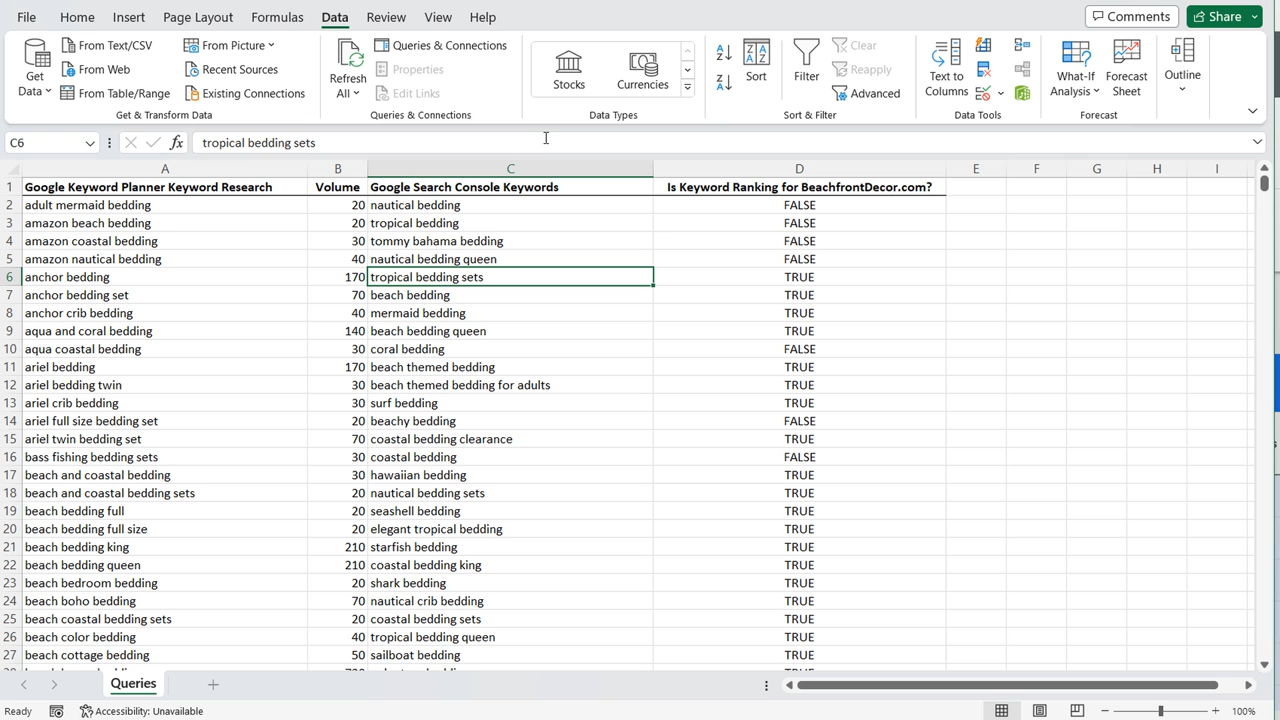 File Home Insert Page Layout Formulas Data Review View Help Comments Share
Get Data From Text/CSV From Web From Table/Range From Picture Recent Sources Existing Connections
Get & Transform Data
Refresh All Queries & Connections Properties Edit Links
Queries & Connections
Stocks Currencies
Data Types
A Z Z A Z A A Z Sort Filter Clear Reapply Advanced
Sort & Filter
Text to Columns
Data Tools
What-If Analysis Forecast Sheet
Forecast
Outline
C6 fx tropical bedding sets
A B C D E F G H I
1 Google Keyword Planner Keyword Research Volume Google Search Console Keywords Is Keyword Ranking for BeachfrontDecor.com?
2 adult mermaid bedding 20 nautical bedding FALSE
3 amazon beach bedding 20 tropical bedding FALSE
4 amazon coastal bedding 30 tommy bahama bedding FALSE
5 amazon nautical bedding 40 nautical bedding queen FALSE
6 anchor bedding 170 tropical bedding sets TRUE
7 anchor bedding set 70 beach bedding TRUE
8 anchor crib bedding 40 mermaid bedding TRUE
9 aqua and coral bedding 140 beach bedding queen TRUE
10 aqua coastal bedding 30 coral bedding FALSE
11 ariel bedding 170 beach themed bedding TRUE
12 ariel bedding twin 30 beach themed bedding for adults TRUE
13 ariel crib bedding 30 surf bedding TRUE
14 ariel full size bedding set 20 beachy bedding FALSE
15 ariel twin bedding set 70 coastal bedding clearance TRUE
16 bass fishing bedding sets 30 coastal bedding FALSE
17 beach and coastal bedding 30 hawaiian bedding TRUE
18 beach and coastal bedding sets 20 nautical bedding sets TRUE
19 beach bedding full 20 seashell bedding TRUE
20 beach bedding full size 20 elegant tropical bedding TRUE
21 beach bedding king 210 starfish bedding TRUE
22 beach bedding queen 210 coastal bedding king TRUE
23 beach bedroom bedding 20 shark bedding TRUE
24 beach boho bedding 70 nautical crib bedding TRUE
25 beach coastal bedding sets 20 coastal bedding sets TRUE
26 beach color bedding 40 tropical bedding queen TRUE
27 beach cottage bedding 50 sailboat bedding TRUE
Queries
Ready Accessibility: Unavailable 100%